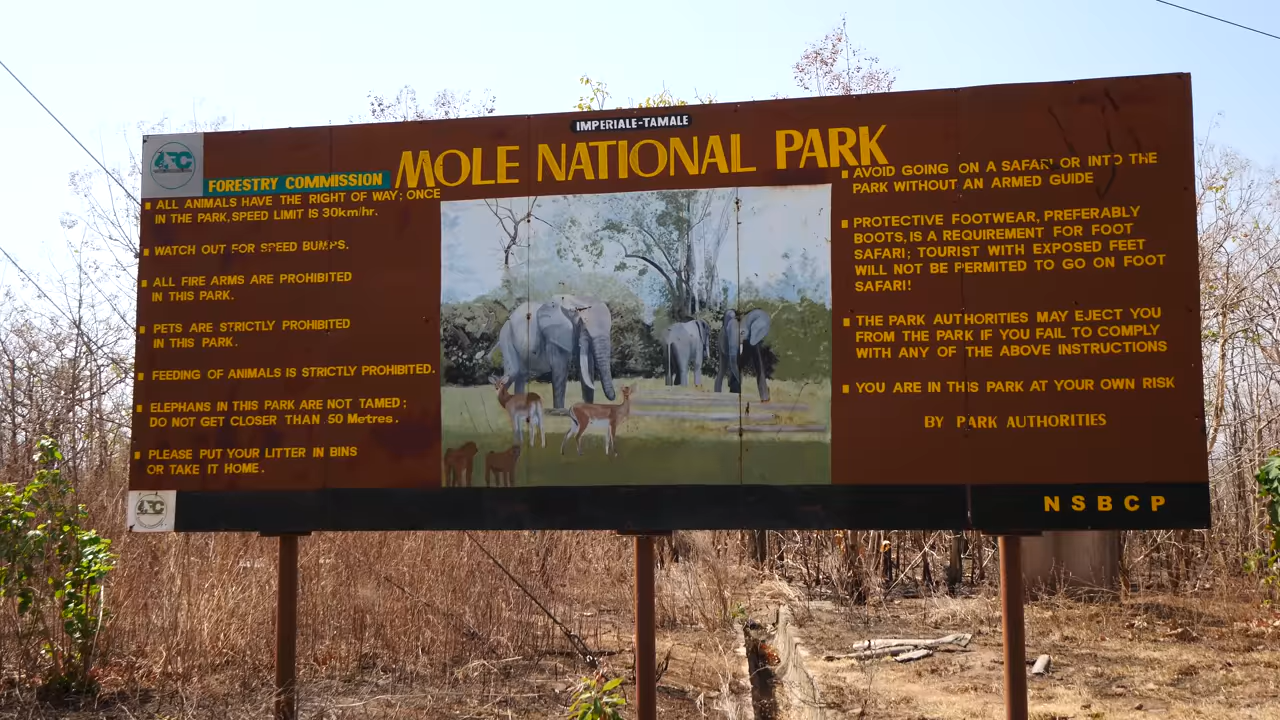 IMPERIALE-TAMALE
MOLE NATIONAL PARK
FORESTRY COMMISSION
ALL ANIMALS HAVE THE RIGHT OF WAY; ONCE
IN THE PARK, SPEED LIMIT IS 30km/hr.
WATCH OUT FOR SPEED BUMPS.
ALL FIRE ARMS ARE PROHIBITED
IN THIS PARK.
PETS ARE STRICTLY PROHIBITED
IN THIS PARK.
FEEDING OF ANIMALS IS STRICTLY PROHIBITED.
ELEPHANS IN THIS PARK ARE NOT TAMED;
DO NOT GET CLOSER THAN 50 Metres.
PLEASE PUT YOUR LITTER IN BINS
OR TAKE IT HOME.
AVOID GOING ON A SAFARI OR INTO THE
PARK WITHOUT AN ARMED GUIDE
PROTECTIVE FOOTWEAR, PREFERABLY
BOOTS, IS A REQUIREMENT FOR FOOT
SAFARI; TOURIST WITH EXPOSED FEET
WILL NOT BE PERMITED TO GO ON FOOT
SAFARI!
THE PARK AUTHORITIES MAY EJECT YOU
FROM THE PARK IF YOU FAIL TO COMPLY
WITH ANY OF THE ABOVE INSTRUCTIONS
YOU ARE IN THIS PARK AT YOUR OWN RISK
BY PARK AUTHORITIES
NSBCP